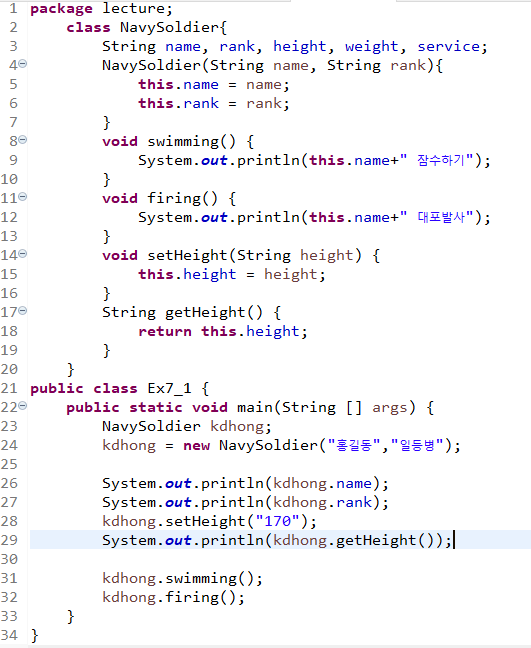 1 package lecture;
2     class NavySoldier{
3         String name, rank, height, weight, service;
4         NavySoldier(String name, String rank){
5             this.name = name;
6             this.rank = rank;
7         }
8         void swimming() {
9             System.out.println(this.name+" 잠수하기");
10         }
11         void firing() {
12             System.out.println(this.name+" 대포발사");
13         }
14         void setHeight(String height) {
15             this.height = height;
16         }
17         String getHeight() {
18             return this.height;
19         }
20     }
21 public class Ex7_1 {
22     public static void main(String [] args) {
23         NavySoldier kdhong;
24         kdhong = new NavySoldier("홍길동","일등병");
25
26         System.out.println(kdhong.name);
27         System.out.println(kdhong.rank);
28         kdhong.setHeight("170");
29         System.out.println(kdhong.getHeight());
30
31         kdhong.swimming();
32         kdhong.firing();
33     }
34 }